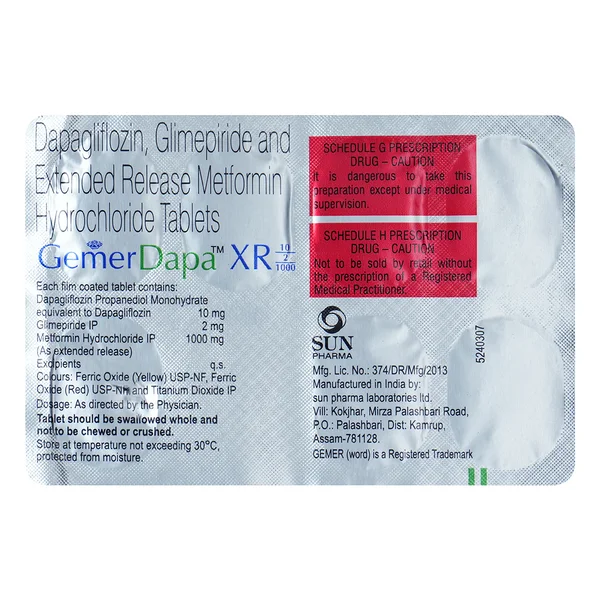 Dapagliflozin, Glimepiride and
Extended Release Metformin
Hydrochloride Tablets
GemerDapa™ XR 10/2/1000
Each film coated tablet contains:
Dapagliflozin Propanediol Monohydrate
equivalent to Dapagliflozin 10 mg
Glimepiride IP 2 mg
Metformin Hydrochloride IP 1000 mg
(As extended release)
Excipients q.s.
Colours: Ferric Oxide (Yellow) USP-NF, Ferric
Oxide (Red) USP-NF and Titanium Dioxide IP
Dosage: As directed by the Physician.
Tablet should be swallowed whole and
not to be chewed or crushed.
Store at temperature not exceeding 30°C,
protected from moisture.
SCHEDULE G PRESCRIPTION
DRUG – CAUTION
It is dangerous to take this
preparation except under medical
supervision.
SCHEDULE H PRESCRIPTION
DRUG – CAUTION
Not to be sold by retail without
the prescription of a Registered
Medical Practitioner.
SUN
PHARMA
Mfg. Lic. No.: 374/DR/Mfg/2013
Manufactured in India by:
sun pharma laboratories ltd.
Vill: Kokjhar, Mirza Palashbari Road,
P.O.: Palashbari, Dist: Kamrup,
Assam-781128.
GEMER (word) is a Registered Trademark
5240307